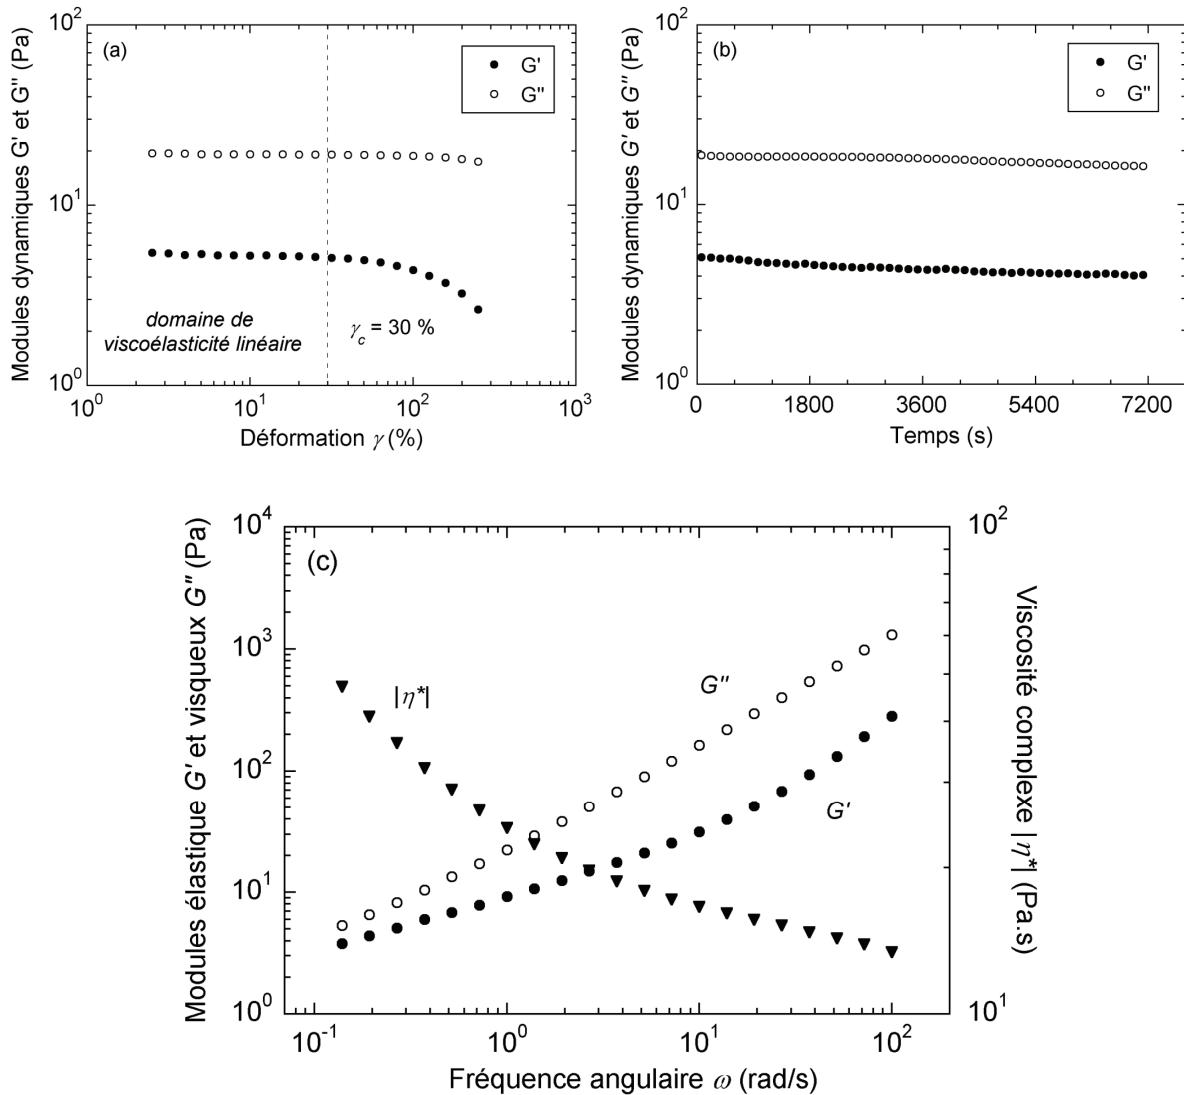 (a)
G'
G''
domaine de
viscoélasticité linéaire
γc = 30 %
Modules dynamiques G' et G'' (Pa)
10^2
10^1
10^0
10^0 10^1 10^2 10^3
Déformation γ (%)
(b)
G'
G''
Modules dynamiques G' et G'' (Pa)
10^2
10^1
10^0
0 1800 3600 5400 7200
Temps (s)
(c)
|η*|
G''
G'
Modules élastique G' et visqueux G'' (Pa)
10^4
10^3
10^2
10^1
10^0
10^-1 10^0 10^1 10^2
Fréquence angulaire ω (rad/s)
10^2
10^1
Viscosité complexe |η*| (Pa.s)